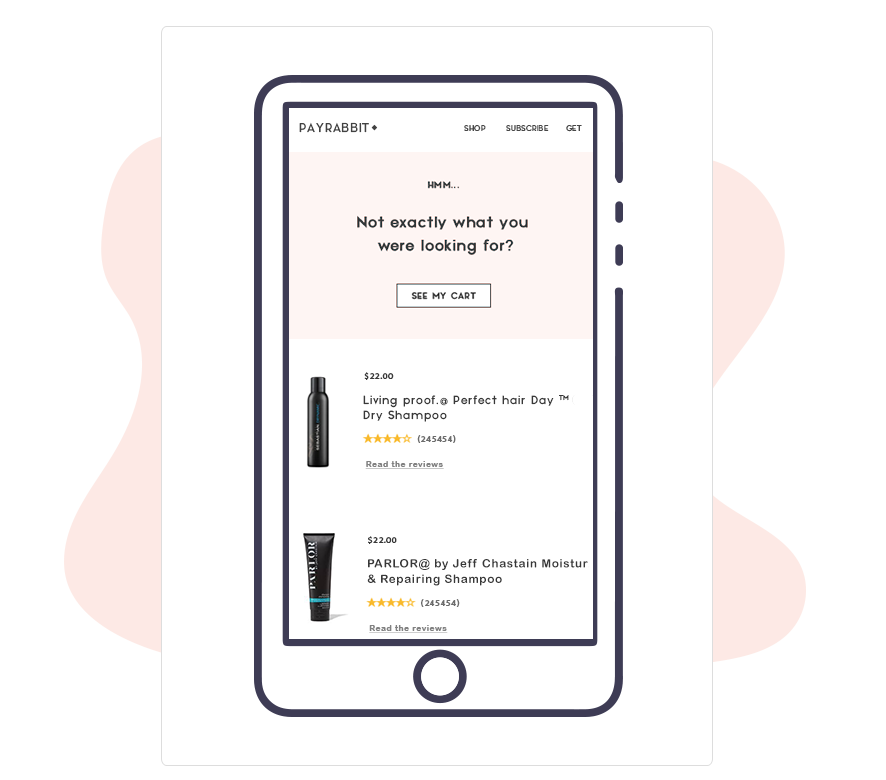 PAYRABBIT
SHOP SUBSCRIBE GET
HMM...
Not exactly what you
were looking for?
SEE MY CART
$22.00
Living proof.@ Perfect hair Day ™
Dry Shampoo
(245454)
Read the reviews
SEBASTIAN
$22.00
PARLOR@ by Jeff Chastain Moistur
& Repairing Shampoo
(245454)
Read the reviews
PARLOR